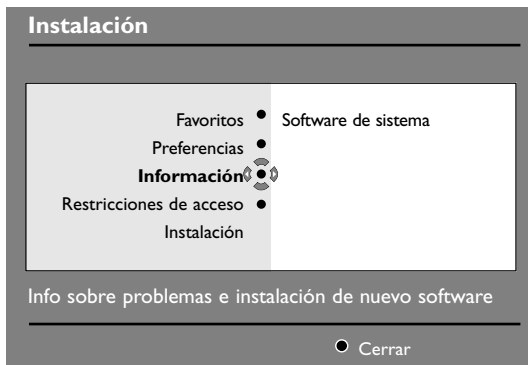 Instalación
Favoritos • Software de sistema
Preferencias •
Información •
Restricciones de acceso •
Instalación
Info sobre problemas e instalación de nuevo software
● Cerrar